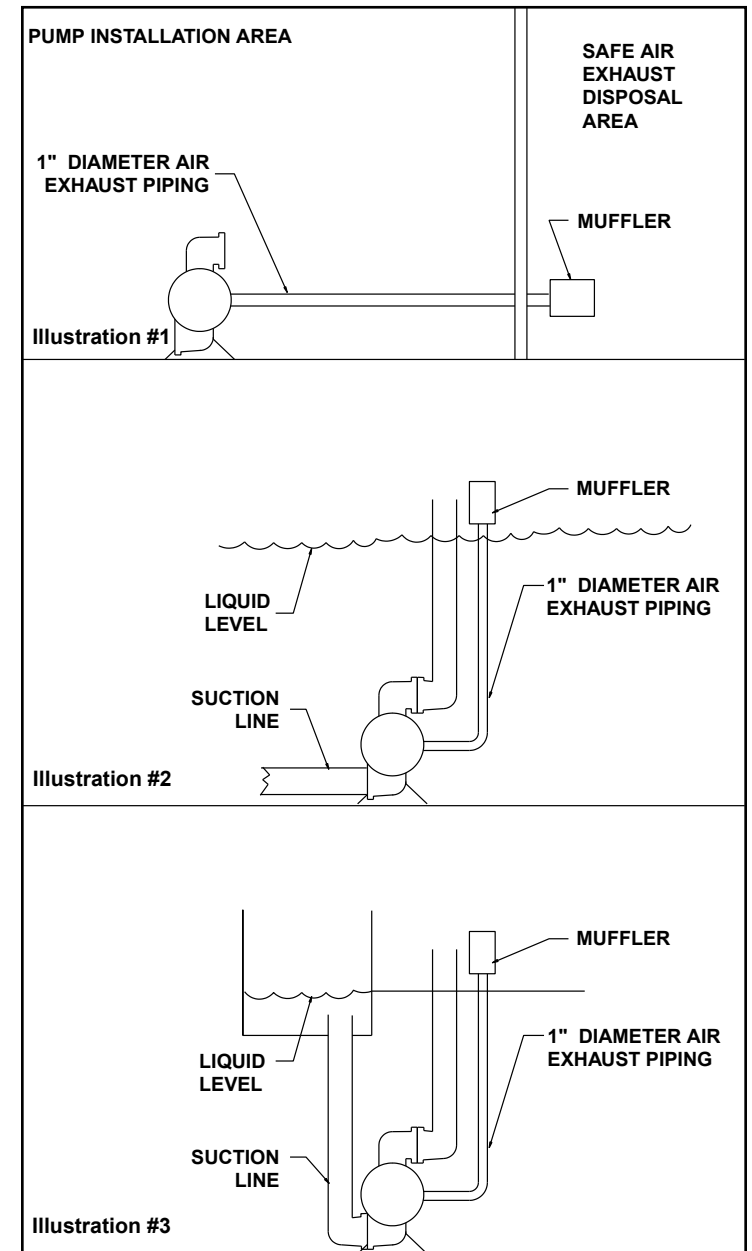 PUMP INSTALLATION AREA
SAFE AIR
EXHAUST
DISPOSAL
AREA
1" DIAMETER AIR
EXHAUST PIPING
MUFFLER
Illustration #1
MUFFLER
LIQUID
LEVEL
1" DIAMETER AIR
EXHAUST PIPING
SUCTION
LINE
Illustration #2
MUFFLER
LIQUID
LEVEL
1" DIAMETER AIR
EXHAUST PIPING
SUCTION
LINE
Illustration #3